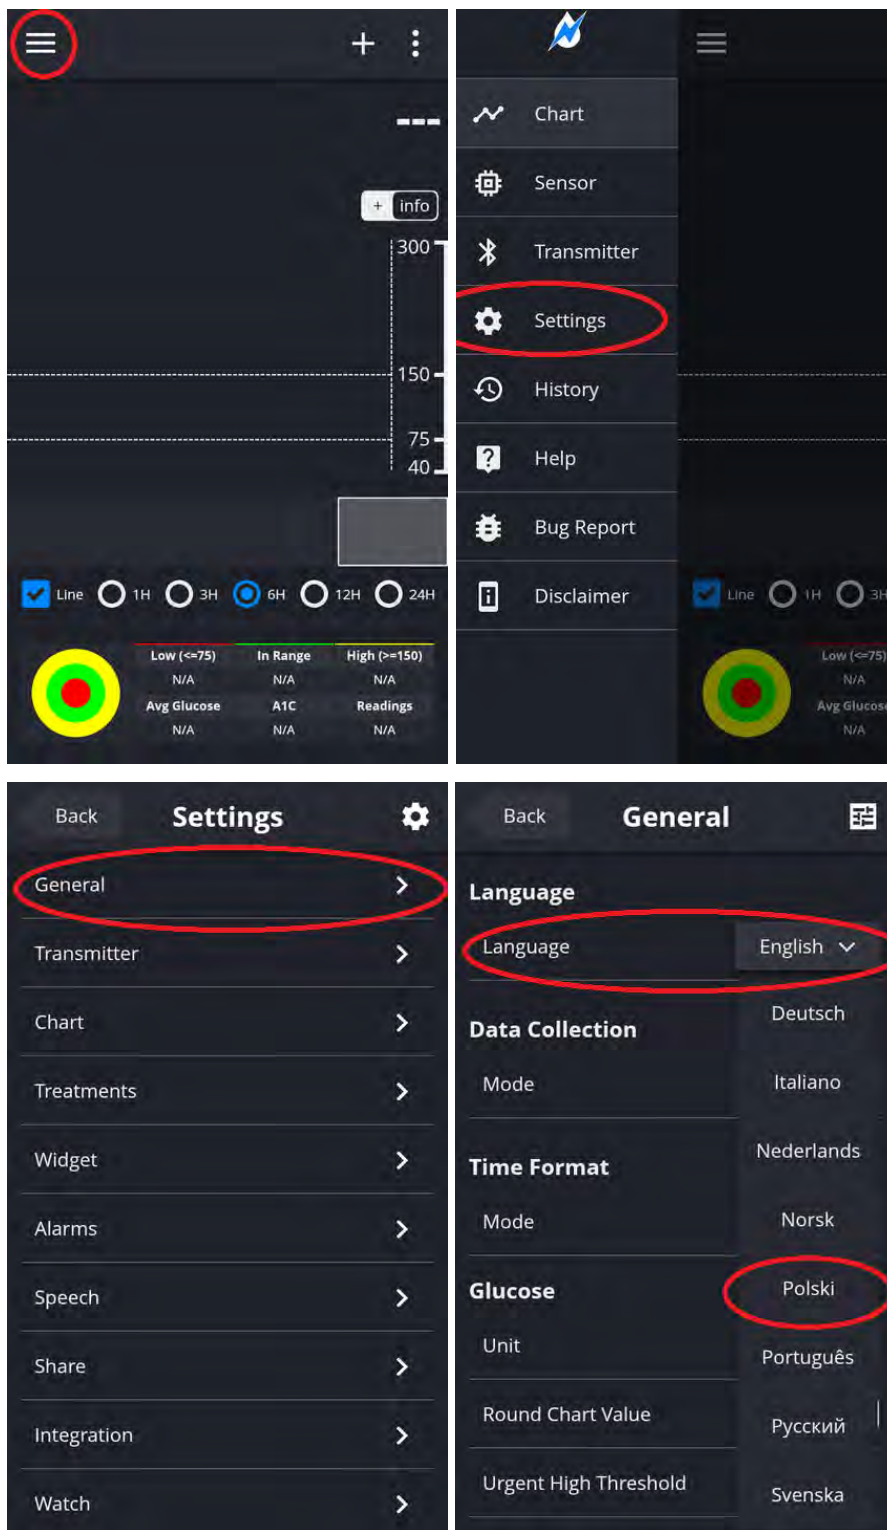 ---
+ info
300
150
75
40
Line 1H 3H 6H 12H 24H
Low (<=75) In Range High (>=150)
N/A N/A N/A
Avg Glucose A1C Readings
N/A N/A N/A
Chart
Sensor
Transmitter
Settings
History
Help
Bug Report
Disclaimer
Line 1H 3H
Low (<=75)
N/A
Avg Glucose
N/A
Back Settings
General
Transmitter
Chart
Treatments
Widget
Alarms
Speech
Share
Integration
Watch
Back General
Language
Language English
Deutsch
Data Collection
Mode Italiano
Nederlands
Time Format
Mode Norsk
Glucose Polski
Unit Português
Round Chart Value Русский
Urgent High Threshold Svenska